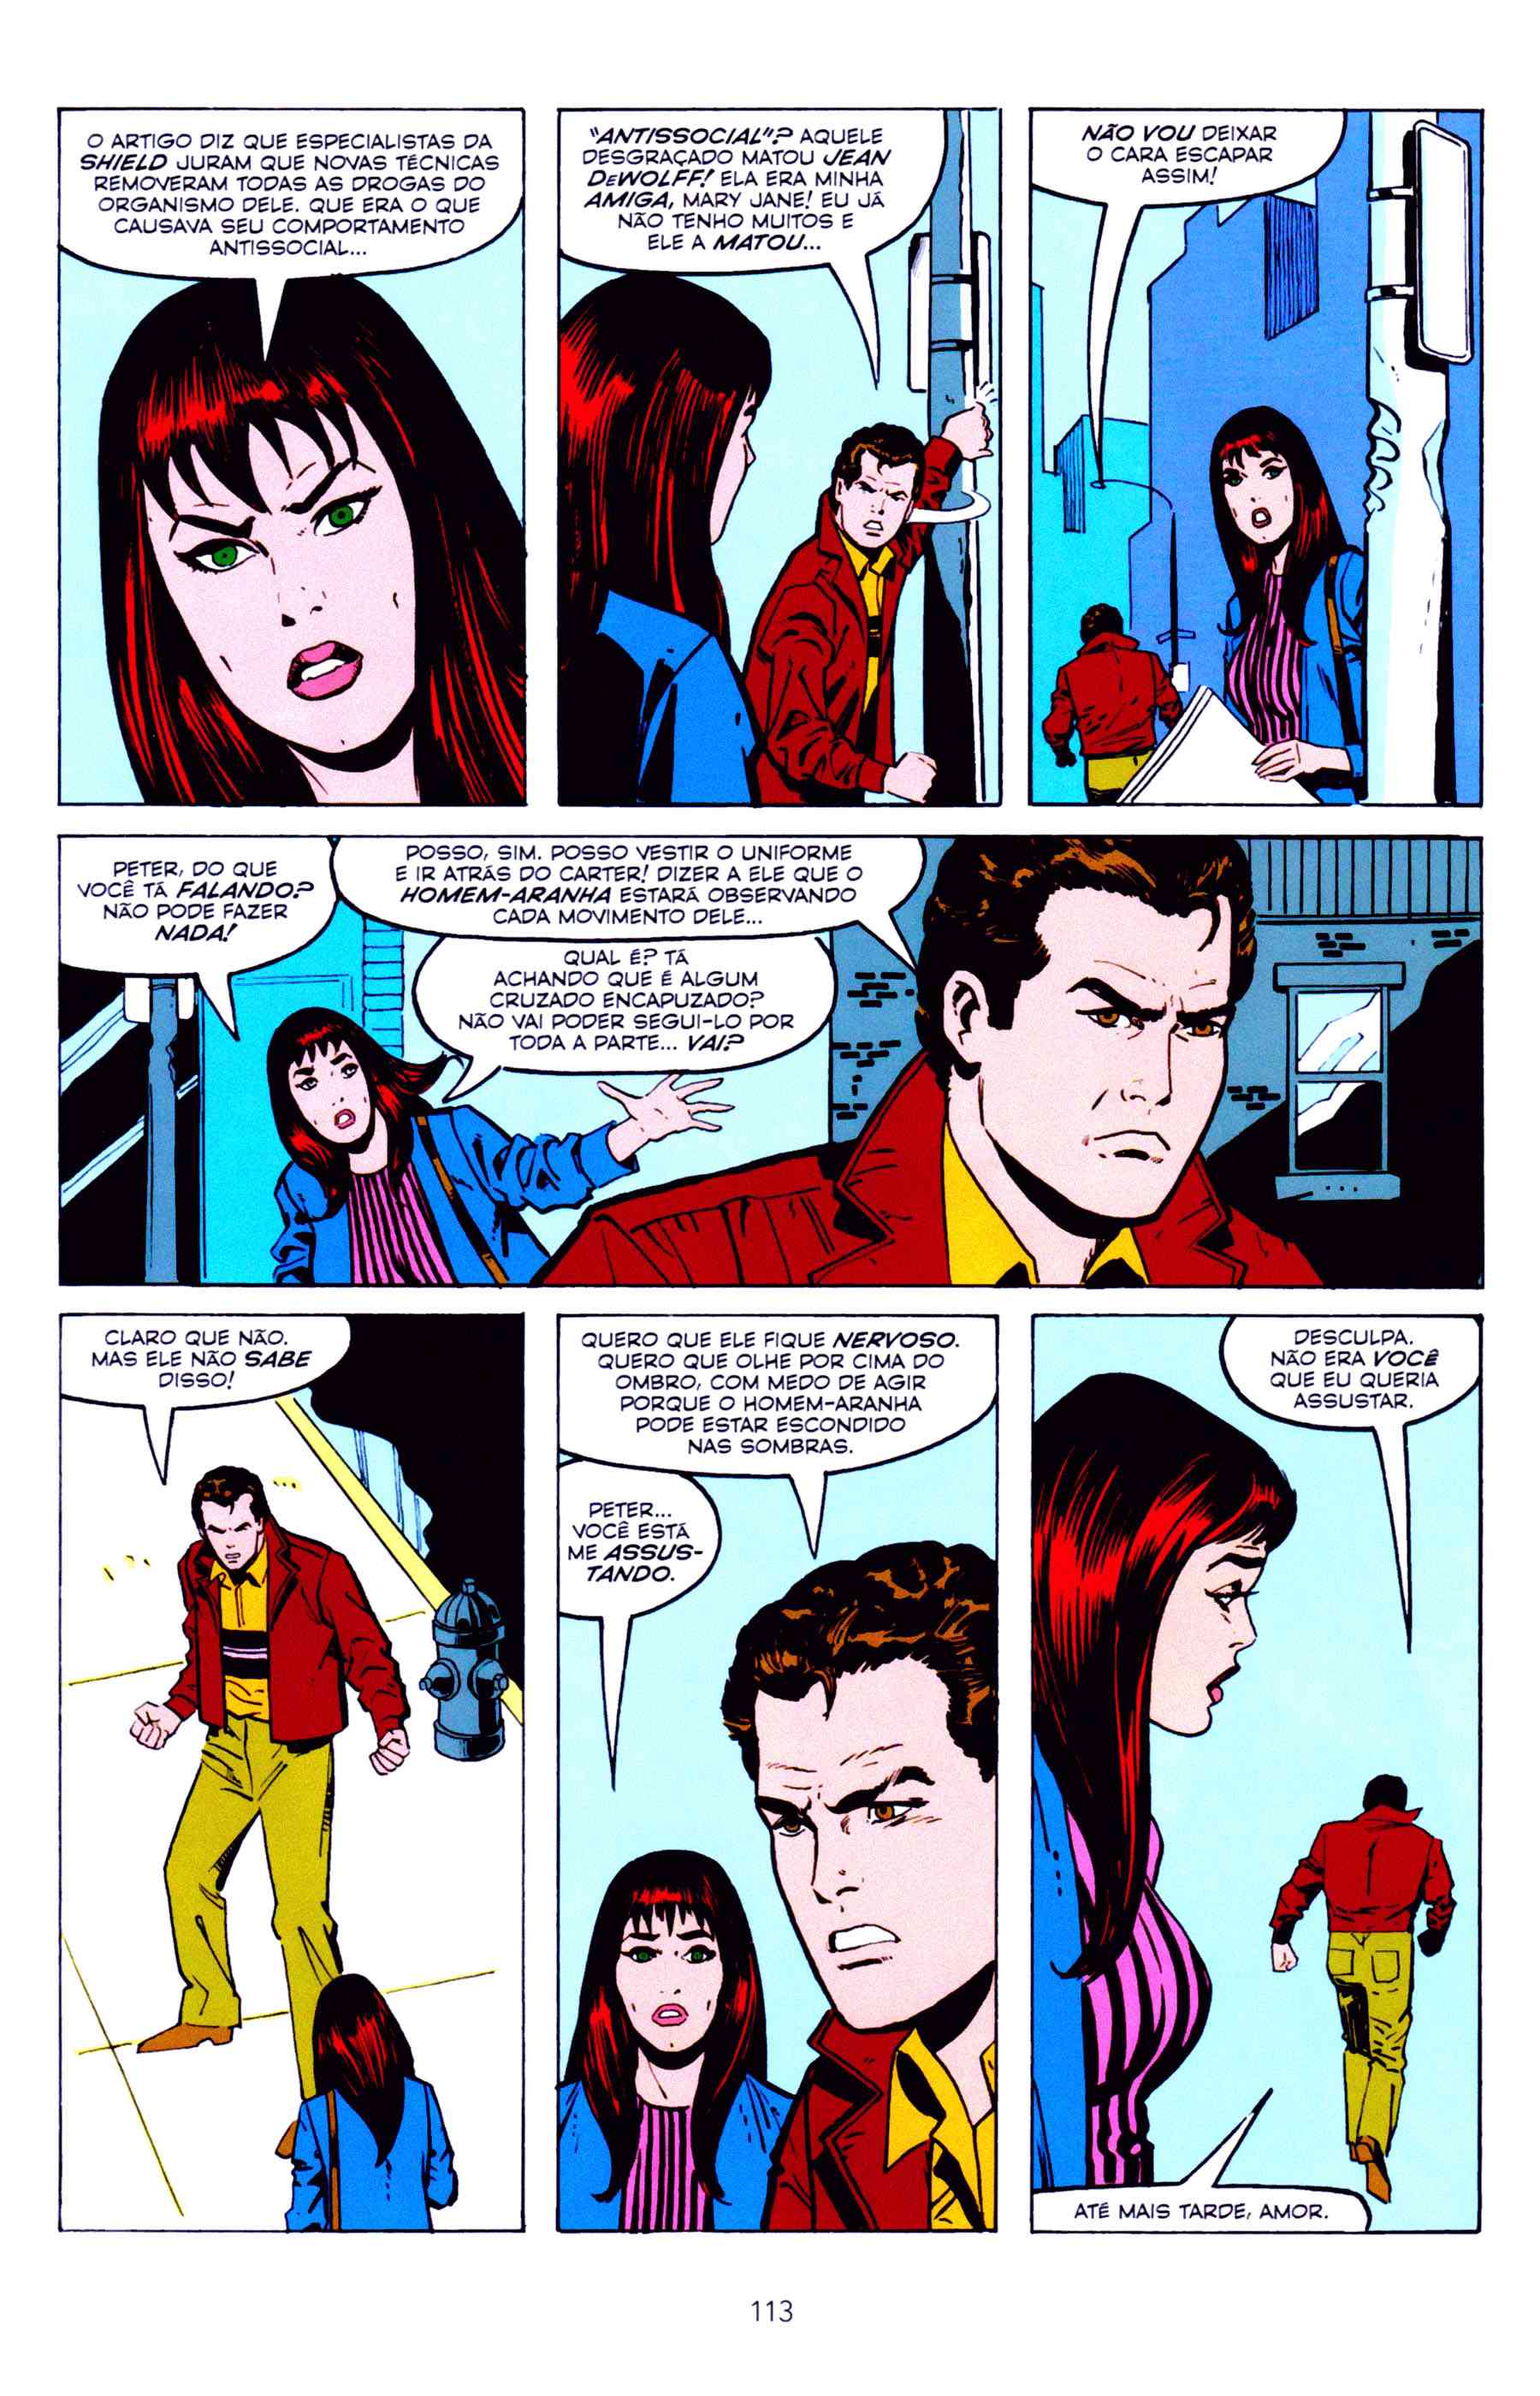 O ARTIGO DIZ QUE ESPECIALISTAS DA
SHIELD JURAM QUE NOVAS TÉCNICAS
REMOVERAM TODAS AS DROGAS DO
ORGANISMO DELE. QUE ERA O QUE
CAUSAVA SEU COMPORTAMENTO
ANTISSOCIAL...
"ANTISSOCIAL"? AQUELE
DESGRAÇADO MATOU JEAN
DeWOLFF! ELA ERA MINHA
AMIGA, MARY JANE! EU JÁ
NÃO TENHO MUITOS E
ELE A MATOU...
NÃO VOU DEIXAR
O CARA ESCAPAR
ASSIM!
PETER, DO QUE
VOCÊ TÁ FALANDO?
NÃO PODE FAZER
NADA!
POSSO, SIM. POSSO VESTIR O UNIFORME
E IR ATRÁS DO CARTER! DIZER A ELE QUE O
HOMEM-ARANHA ESTARÁ OBSERVANDO
CADA MOVIMENTO DELE...
QUAL É? TÁ
ACHANDO QUE É ALGUM
CRUZADO ENCAPUZADO?
NÃO VAI PODER SEGUI-LO POR
TODA A PARTE... VAI?
CLARO QUE NÃO.
MAS ELE NÃO SABE
DISSO!
QUERO QUE ELE FIQUE NERVOSO.
QUERO QUE OLHE POR CIMA DO
OMBRO, COM MEDO DE AGIR
PORQUE O HOMEM-ARANHA
PODE ESTAR ESCONDIDO
NAS SOMBRAS.
PETER...
VOCÊ ESTÁ
ME ASSUS-
TANDO.
DESCULPA.
NÃO ERA VOCÊ
QUE EU QUERIA
ASSUSTAR.
ATÉ MAIS TARDE, AMOR.
113